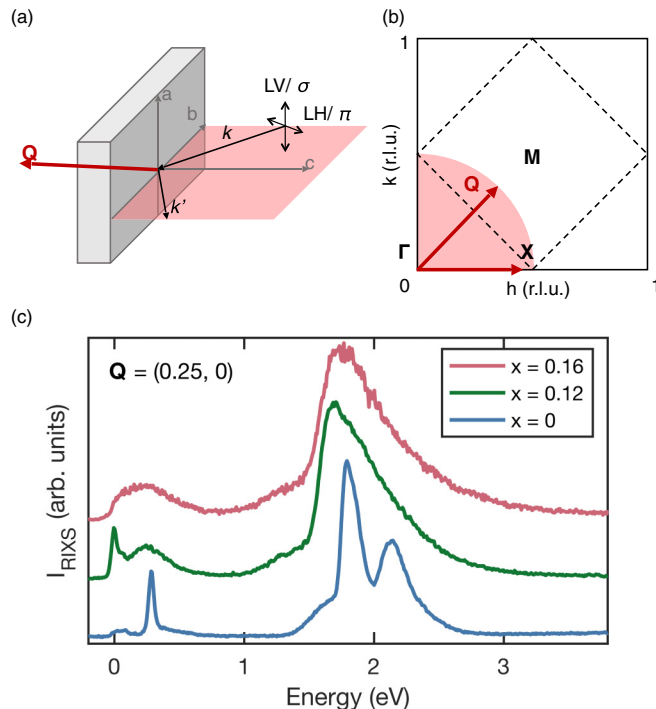 (a)
a
b
c
Q
k
k'
LV/ σ
LH/ π
(b)
1
k (r.l.u.)
M
Q
Γ
X
0
h (r.l.u.)
1
(c)
Q = (0.25, 0)
x = 0.16
x = 0.12
x = 0
I_RIXS (arb. units)
0
1
2
3
Energy (eV)